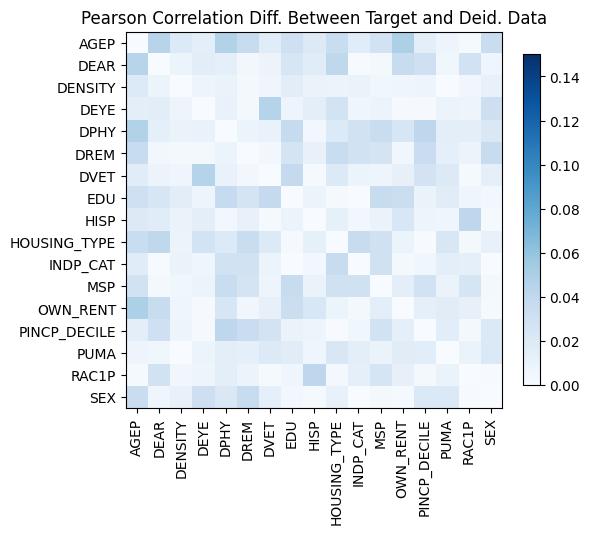 Pearson Correlation Diff. Between Target and Deid. Data
AGEP
DEAR
DENSITY
DEYE
DPHY
DREM
DVET
EDU
HISP
HOUSING_TYPE
INDP_CAT
MSP
OWN_RENT
PINCP_DECILE
PUMA
RAC1P
SEX
AGEP
DEAR
DENSITY
DEYE
DPHY
DREM
DVET
EDU
HISP
HOUSING_TYPE
INDP_CAT
MSP
OWN_RENT
PINCP_DECILE
PUMA
RAC1P
SEX
0.14
0.12
0.10
0.08
0.06
0.04
0.02
0.00